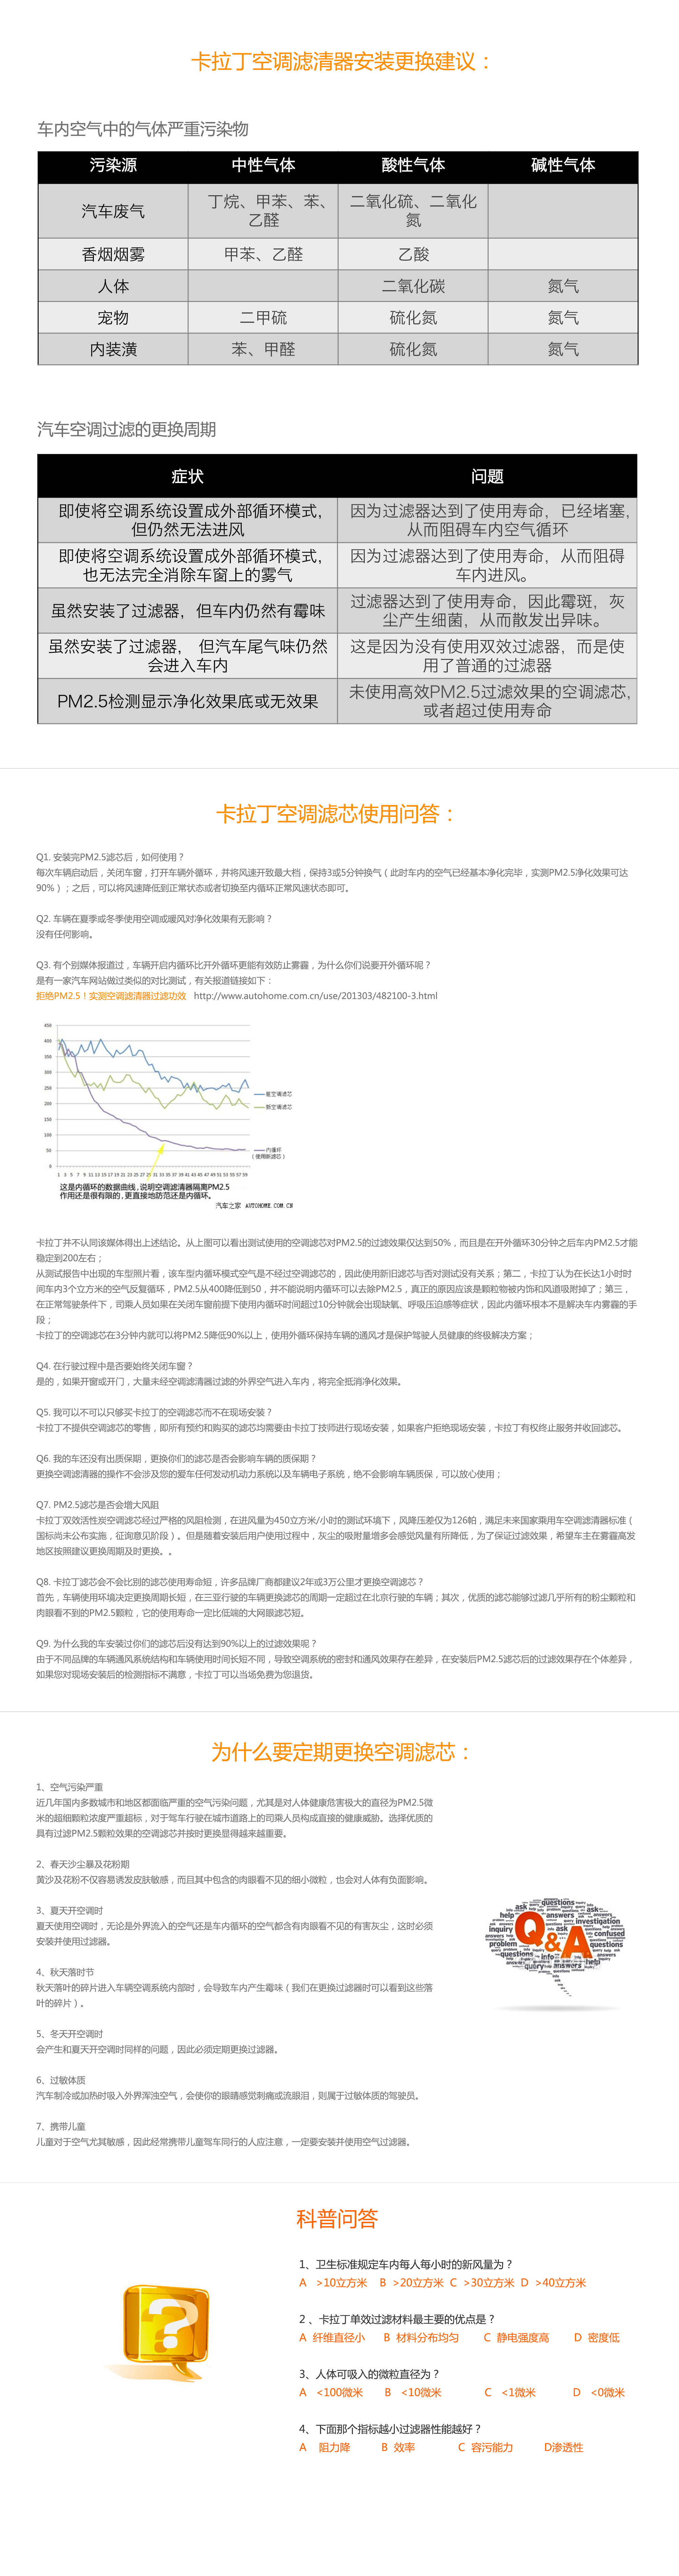 卡拉丁空调滤清器安装更换建议：
车内空气中的气体严重污染物
污染源 中性气体 酸性气体 碱性气体
汽车废气 丁烷、甲苯、苯、 二氧化硫、二氧化
乙醛 氮
香烟烟雾 甲苯、乙醛 乙酸
人体 二氧化碳 氮气
宠物 二甲硫 硫化氮 氮气
内装潢 苯、甲醛 硫化氮 氮气
汽车空调过滤的更换周期
症状 问题
即使将空调系统设置成外部循环模式， 因为过滤器达到了使用寿命，已经堵塞，
但仍然无法进风 从而阻碍车内空气循环
即使将空调系统设置成外部循环模式， 因为过滤器达到了使用寿命，从而阻碍
也无法完全消除车窗上的雾气 车内进风。
虽然安装了过滤器，但车内仍然有霉味 过滤器达到了使用寿命，因此霉斑，灰
尘产生细菌，从而散发出异味。
虽然安装了过滤器， 但汽车尾气味仍然 这是因为没有使用双效过滤器，而是使
会进入车内 用了普通的过滤器
PM2.5检测显示净化效果底或无效果 未使用高效PM2.5过滤效果的空调滤芯，
或者超过使用寿命
卡拉丁空调滤芯使用问答：
Q1. 安装完PM2.5滤芯后，如何使用？
每次车辆启动后，关闭车窗，打开车辆外循环，并将风速开致最大档，保持3或5分钟换气（此时车内的空气已经基本净化完毕，实测PM2.5净化效果可达
90%）；之后，可以将风速降低到正常状态或者切换至内循环正常风速状态即可。
Q2. 车辆在夏季或冬季使用空调或暖风对净化效果有无影响？
没有任何影响。
Q3. 有个别媒体报道过，车辆开启内循环比开外循环更能有效防止雾霾，为什么你们说要开外循环呢？
是有一家汽车网站做过类似的对比测试，有关报道链接如下：
拒绝PM2.5！实测空调滤清器过滤功效 http://www.autohome.com.cn/use/201303/482100-3.html
450
400
350
300
250
200
150
100
50
0
旧空调滤芯
新空调滤芯
内循环
（使用新滤芯）
1 3 5 7 9 11 13 15 17 19 21 23 25 27 29 31 33 35 37 39 41 43 45 47 49 51 53 55 57 59
这是内循环的数据曲线，说明空调滤清器隔离PM2.5
作用还是很有限的，更直接地防范还是内循环。
汽车之家 AUTOHOME.COM.CN
卡拉丁并不认同该媒体得出上述结论。从上图可以看出测试使用的空调滤芯对PM2.5的过滤效果仅达到50%，而且是在开外循环30分钟之后车内PM2.5才能
稳定到200左右；
从测试报告中出现的车型照片看，该车型内循环模式空气是不经过空调滤芯的，因此使用新旧滤芯与否对测试没有关系；第二，卡拉丁认为在长达1小时时
间车内3个立方米的空气反复循环，PM2.5从400降低到50，并不能说明内循环可以去除PM2.5，真正的原因应该是颗粒物被内饰和风道吸附掉了；第三，
在正常驾驶条件下，司乘人员如果在关闭车窗前提下使用内循环时间超过10分钟就会出现缺氧、呼吸压迫感等症状，因此内循环根本不是解决车内雾霾的手
段；
卡拉丁的空调滤芯在3分钟内就可以将PM2.5降低90%以上，使用外循环保持车辆的通风才是保护驾驶人员健康的终极解决方案；
Q4. 在行驶过程中是否要始终关闭车窗？
是的，如果开窗或开门，大量未经空调滤清器过滤的外界空气进入车内，将完全抵消净化效果。
Q5. 我可以不可以只够买卡拉丁的空调滤芯而不在现场安装？
卡拉丁不提供空调滤芯的零售，即所有预约和购买的滤芯均需要由卡拉丁技师进行现场安装，如果客户拒绝现场安装，卡拉丁有权终止服务并收回滤芯。
Q6. 我的车还没有出质保期，更换你们的滤芯是否会影响车辆的质保期？
更换空调滤清器的操作不会涉及您的爱车任何发动机动力系统以及车辆电子系统，绝不会影响车辆质保，可以放心使用；
Q7. PM2.5滤芯是否会增大风阻
卡拉丁双效活性炭空调滤芯经过严格的风阻检测，在进风量为450立方米/小时的测试环境下，风降压差仅为126帕，满足未来国家乘用车空调滤清器标准（
国标尚未公布实施，征询意见阶段）。但是随着安装后用户使用过程中，灰尘的吸附量增多会感觉风量有所降低，为了保证过滤效果，希望车主在雾霾高发
地区按照建议更换周期及时更换。。
Q8. 卡拉丁滤芯会不会比别的滤芯使用寿命短，许多品牌厂商都建议2年或3万公里才更换空调滤芯？
首先，车辆使用环境决定更换周期长短，在三亚行驶的车辆更换滤芯的周期一定超过在北京行驶的车辆；其次，优质的滤芯能够过滤几乎所有的粉尘颗粒和
肉眼看不到的PM2.5颗粒，它的使用寿命一定比低端的大网眼滤芯短。
Q9. 为什么我的车安装过你们的滤芯后没有达到90%以上的过滤效果呢？
由于不同品牌的车辆通风系统结构和车辆使用时间长短不同，导致空调系统的密封和通风效果存在差异，在安装后PM2.5滤芯后的过滤效果存在个体差异，
如果您对现场安装后的检测指标不满意，卡拉丁可以当场免费为您退货。
为什么要定期更换空调滤芯：
1、空气污染严重
近几年国内多数城市和地区都面临严重的空气污染问题，尤其是对人体健康危害极大的直径为PM2.5微
米的超细颗粒浓度严重超标，对于驾车行驶在城市道路上的司乘人员构成直接的健康威胁。选择优质的
具有过滤PM2.5颗粒效果的空调滤芯并按时更换显得越来越重要。
2、春天沙尘暴及花粉期
黄沙及花粉不仅容易诱发皮肤敏感，而且其中包含的肉眼看不见的细小微粒，也会对人体有负面影响。
3、夏天开空调时
夏天使用空调时，无论是外界流入的空气还是车内循环的空气都含有肉眼看不见的有害灰尘，这时必须
安装并使用过滤器。
4、秋天落叶节
秋天落叶的碎片进入车辆空调系统内部时，会导致车内产生霉味（我们在更换过滤器时可以看到这些落
叶的碎片）。
5、冬天开空调时
会产生和夏天开空调时同样的问题，因此必须定期更换过滤器。
6、过敏体质
汽车制冷或加热时吸入外界浑浊空气，会使你的眼睛感觉刺痛或流眼泪，则属于过敏体质的驾驶员。
7、携带儿童
儿童对于空气尤其敏感，因此经常携带儿童驾车同行的人应注意，一定要安装并使用空气过滤器。
questions
ask
help answers ask
inquiry investigation
Q&A confused
problem questions
questions info
answers help
query answers
科普问答
1、卫生标准规定车内每人每小时的新风量为？
A >10立方米 B >20立方米 C >30立方米 D >40立方米
2 、卡拉丁单效过滤材料最主要的优点是？
A 纤维直径小 B 材料分布均匀 C 静电强度高 D 密度低
3、人体可吸入的微粒直径为？
A <100微米 B <10微米 C <1微米 D <0微米
4、下面那个指标越小过滤器性能越好？
A 阻力降 B 效率 C 容污能力 D渗透性
?